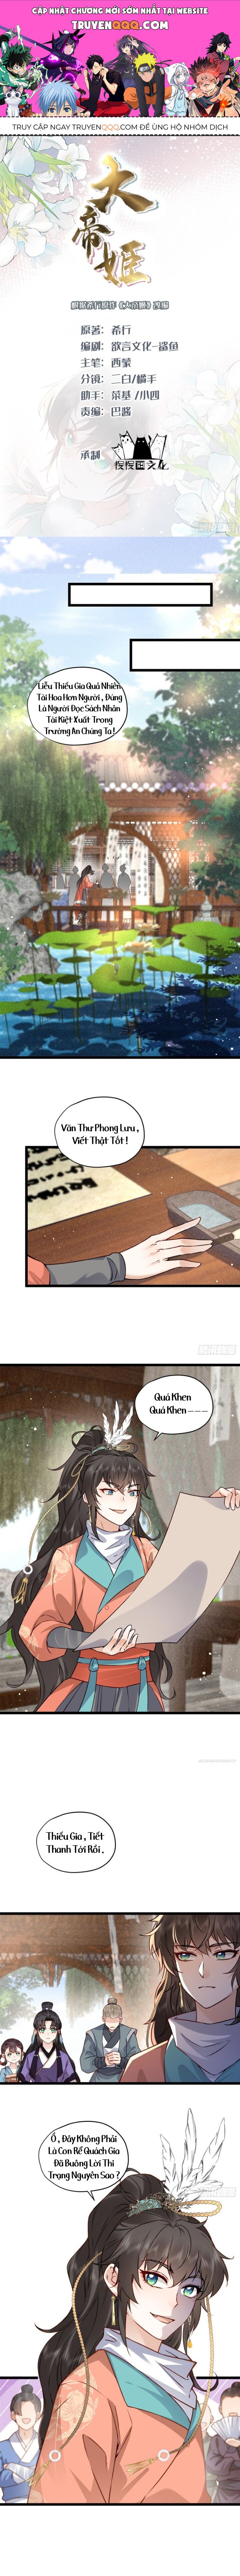 CẬP NHẬT CHƯƠNG MỚI SỚM NHẤT TẠI WEBSITE
TRUYENQQQ.COM
TRUY CẬP NGAY TRUYENQQQ.COM ĐỂ ỦNG HỘ NHÓM DỊCH
大
帝
姬
原著：希行
编剧：欲言文化-鲨鱼
主笔：西蒙
分镜：二白/橘手
助手：茶基/小四
责编：巴酱
承制
Liễu Thiếu Gia Quả Nhiên
Tài Hoa Hơn Người , Đúng
Là Người Đọc Sách Nhân
Tài Kiệt Xuất Trong
Trường An Chúng Ta !
Văn Thư Phong Lưu ,
Viết Thật Tốt !
Quá Khen
Quá Khen ———
Thiếu Gia , Tiết
Thanh Tới Rồi .
Ồ , Đây Không Phải
Là Con Rể Quách Gia
Đã Buông Lời Thi
Trạng Nguyên Sao ?